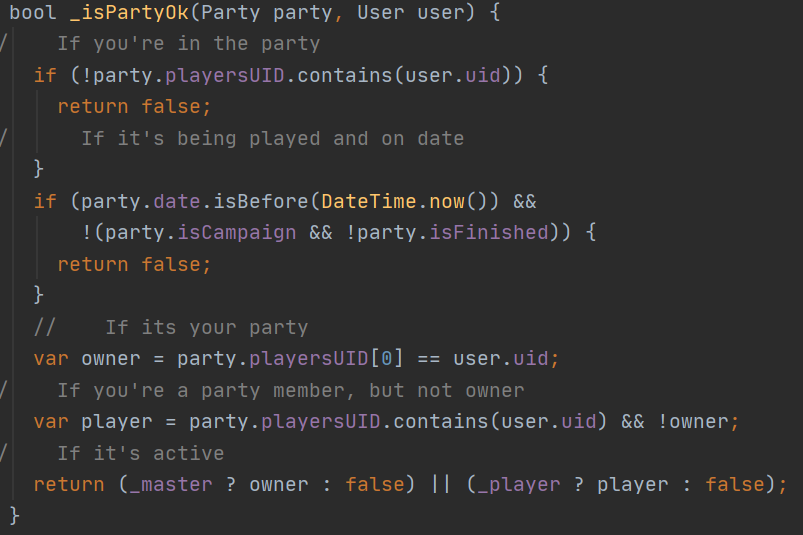 bool _isPartyOk(Party party, User user) {
/    If you're in the party
  if (!party.playersUID.contains(user.uid)) {
    return false;
/      If it's being played and on date
  }
  if (party.date.isBefore(DateTime.now()) &&
      !(party.isCampaign && !party.isFinished)) {
    return false;
  }
  //    If its your party
  var owner = party.playersUID[0] == user.uid;
/    If you're a party member, but not owner
  var player = party.playersUID.contains(user.uid) && !owner;
/    If it's active
  return (_master ? owner : false) || (_player ? player : false);
}